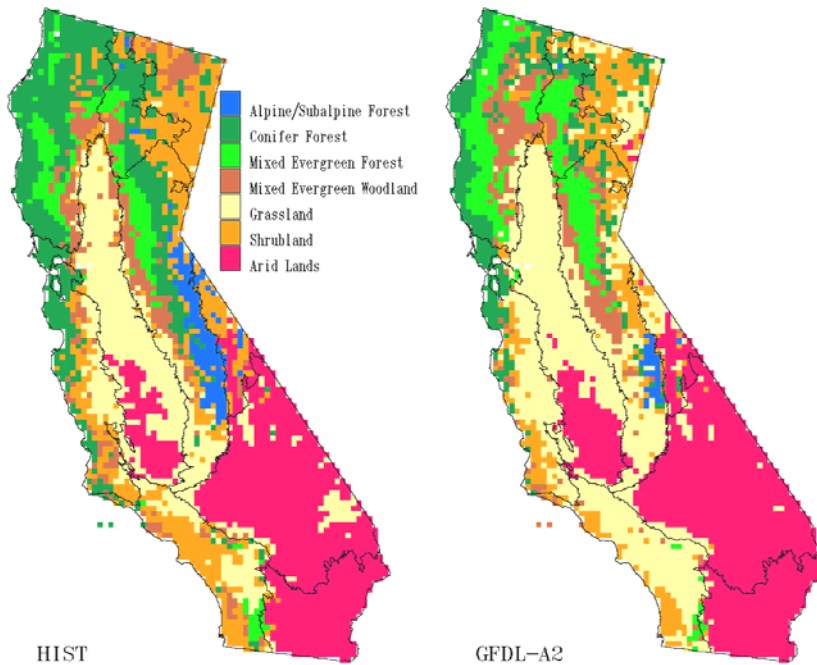 Alpine/Subalpine Forest
Conifer Forest
Mixed Evergreen Forest
Mixed Evergreen Woodland
Grassland
Shrubland
Arid Lands
HIST
GFDL-A2